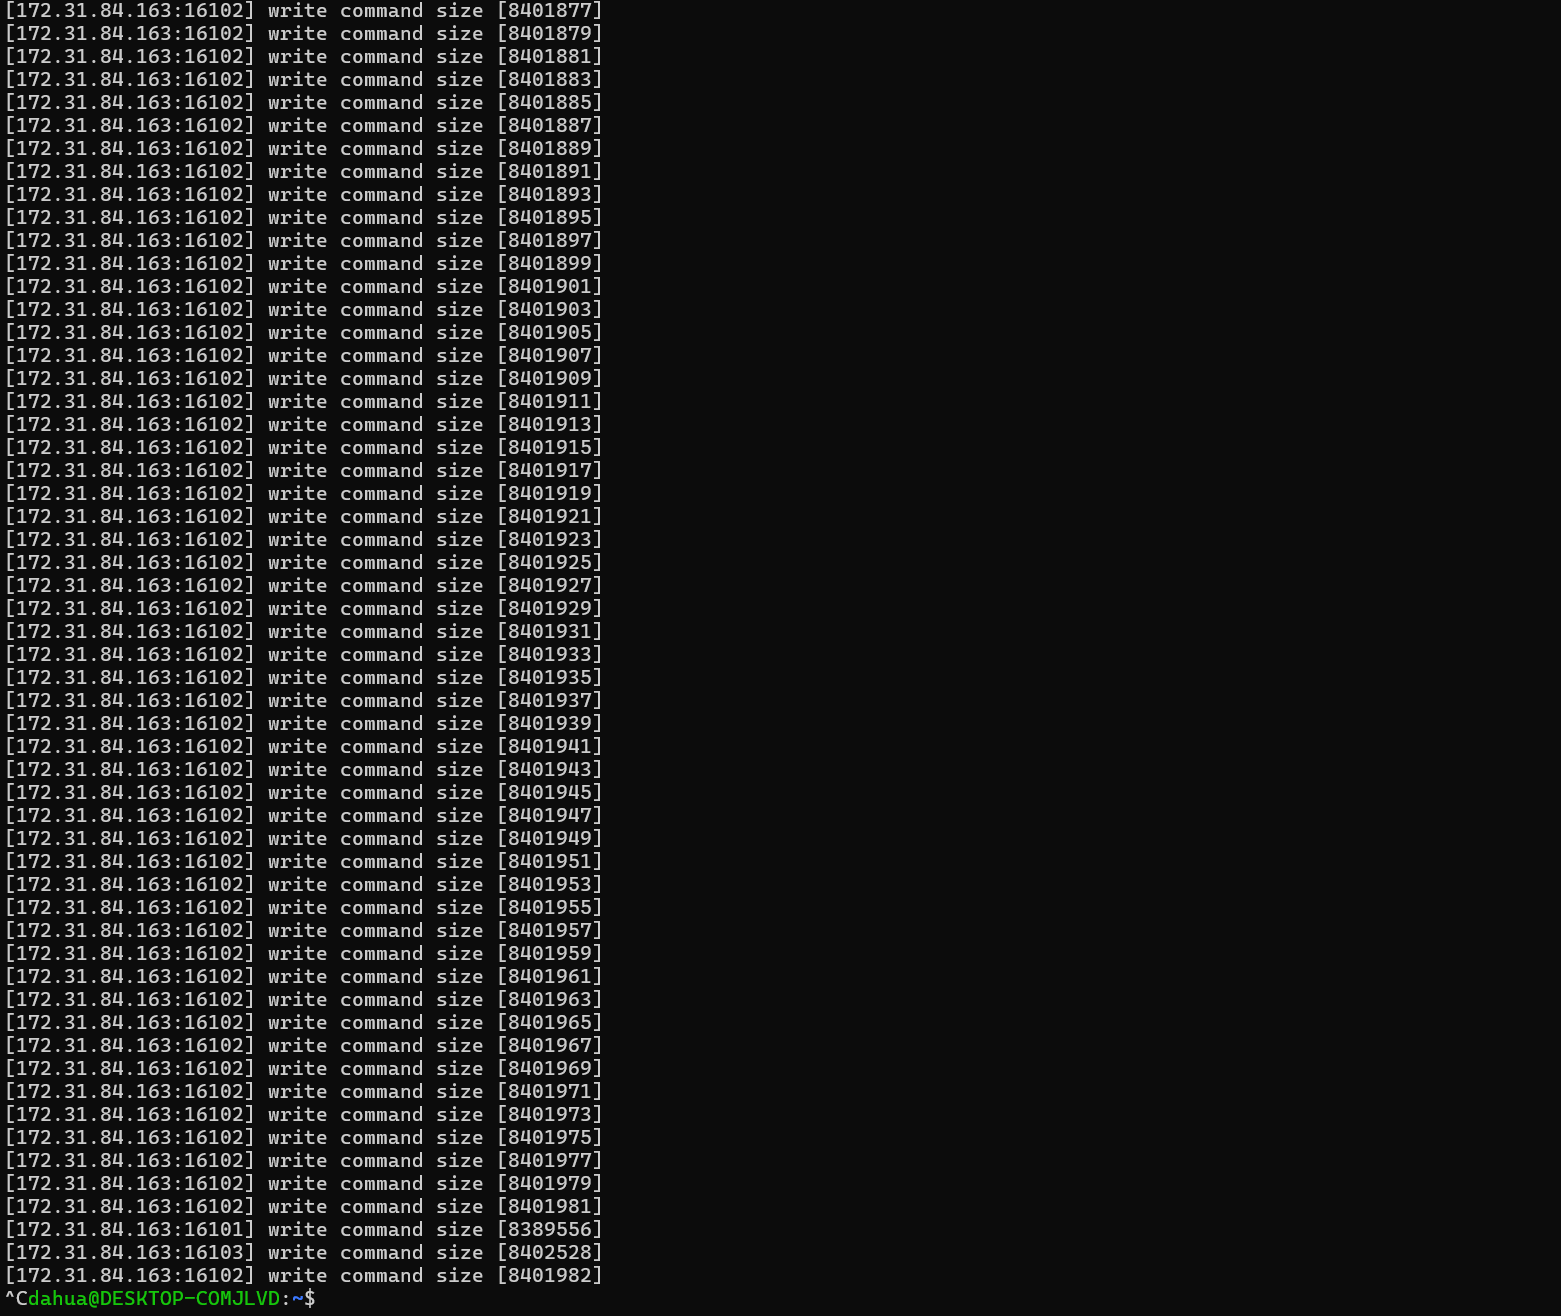 [172.31.84.163:16102] write command size [8401877]
[172.31.84.163:16102] write command size [8401879]
[172.31.84.163:16102] write command size [8401881]
[172.31.84.163:16102] write command size [8401883]
[172.31.84.163:16102] write command size [8401885]
[172.31.84.163:16102] write command size [8401887]
[172.31.84.163:16102] write command size [8401889]
[172.31.84.163:16102] write command size [8401891]
[172.31.84.163:16102] write command size [8401893]
[172.31.84.163:16102] write command size [8401895]
[172.31.84.163:16102] write command size [8401897]
[172.31.84.163:16102] write command size [8401899]
[172.31.84.163:16102] write command size [8401901]
[172.31.84.163:16102] write command size [8401903]
[172.31.84.163:16102] write command size [8401905]
[172.31.84.163:16102] write command size [8401907]
[172.31.84.163:16102] write command size [8401909]
[172.31.84.163:16102] write command size [8401911]
[172.31.84.163:16102] write command size [8401913]
[172.31.84.163:16102] write command size [8401915]
[172.31.84.163:16102] write command size [8401917]
[172.31.84.163:16102] write command size [8401919]
[172.31.84.163:16102] write command size [8401921]
[172.31.84.163:16102] write command size [8401923]
[172.31.84.163:16102] write command size [8401925]
[172.31.84.163:16102] write command size [8401927]
[172.31.84.163:16102] write command size [8401929]
[172.31.84.163:16102] write command size [8401931]
[172.31.84.163:16102] write command size [8401933]
[172.31.84.163:16102] write command size [8401935]
[172.31.84.163:16102] write command size [8401937]
[172.31.84.163:16102] write command size [8401939]
[172.31.84.163:16102] write command size [8401941]
[172.31.84.163:16102] write command size [8401943]
[172.31.84.163:16102] write command size [8401945]
[172.31.84.163:16102] write command size [8401947]
[172.31.84.163:16102] write command size [8401949]
[172.31.84.163:16102] write command size [8401951]
[172.31.84.163:16102] write command size [8401953]
[172.31.84.163:16102] write command size [8401955]
[172.31.84.163:16102] write command size [8401957]
[172.31.84.163:16102] write command size [8401959]
[172.31.84.163:16102] write command size [8401961]
[172.31.84.163:16102] write command size [8401963]
[172.31.84.163:16102] write command size [8401965]
[172.31.84.163:16102] write command size [8401967]
[172.31.84.163:16102] write command size [8401969]
[172.31.84.163:16102] write command size [8401971]
[172.31.84.163:16102] write command size [8401973]
[172.31.84.163:16102] write command size [8401975]
[172.31.84.163:16102] write command size [8401977]
[172.31.84.163:16102] write command size [8401979]
[172.31.84.163:16102] write command size [8401981]
[172.31.84.163:16101] write command size [8389556]
[172.31.84.163:16103] write command size [8402528]
[172.31.84.163:16102] write command size [8401982]
^Cdahua@DESKTOP-COMJLVD:~$